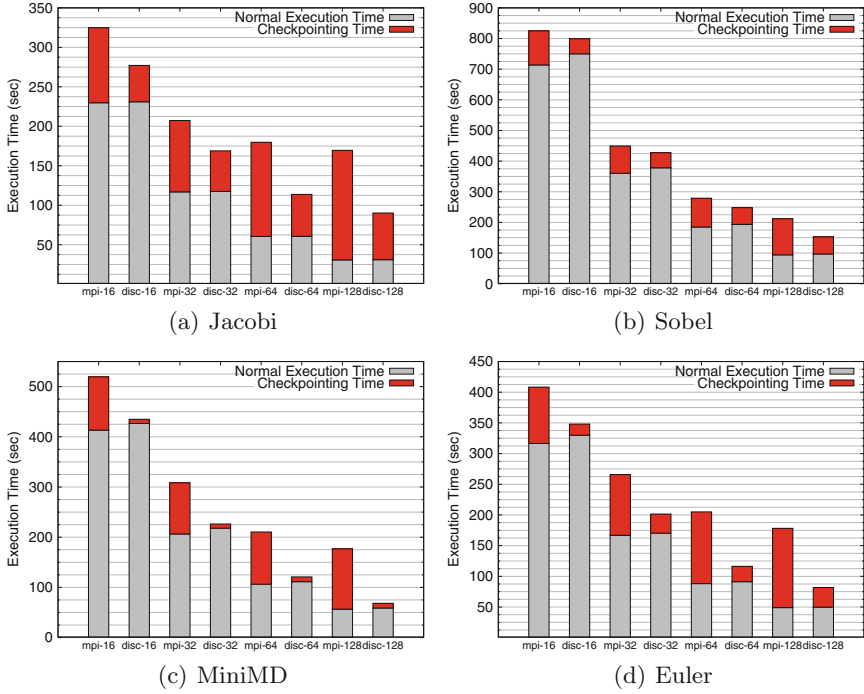 Normal Execution Time
Checkpointing Time
Execution Time (sec)
350
300
250
200
150
100
50
mpi-16 disc-16 mpi-32 disc-32 mpi-64 disc-64 mpi-128 disc-128
(a) Jacobi
Normal Execution Time
Checkpointing Time
Execution Time (sec)
900
800
700
600
500
400
300
200
100
0
mpi-16 disc-16 mpi-32 disc-32 mpi-64 disc-64 mpi-128 disc-128
(b) Sobel
Normal Execution Time
Checkpointing Time
Execution Time (sec)
500
400
300
200
100
0
mpi-16 disc-16 mpi-32 disc-32 mpi-64 disc-64 mpi-128 disc-128
(c) MiniMD
Normal Execution Time
Checkpointing Time
Execution Time (sec)
450
400
350
300
250
200
150
100
50
mpi-16 disc-16 mpi-32 disc-32 mpi-64 disc-64 mpi-128 disc-128
(d) Euler